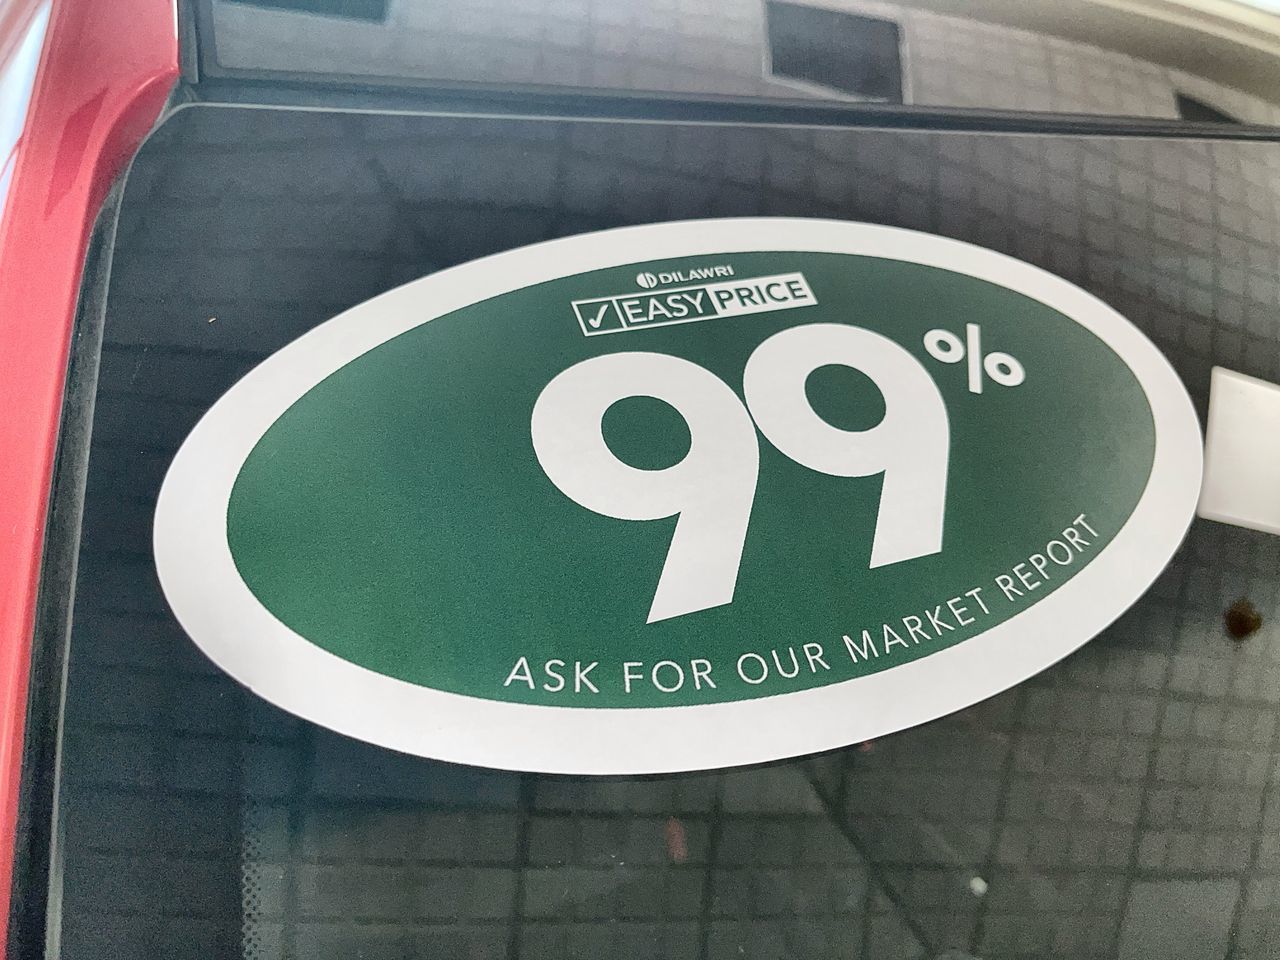 DILAWRI
✓ EASY PRICE
99%
ASK FOR OUR MARKET REPORT